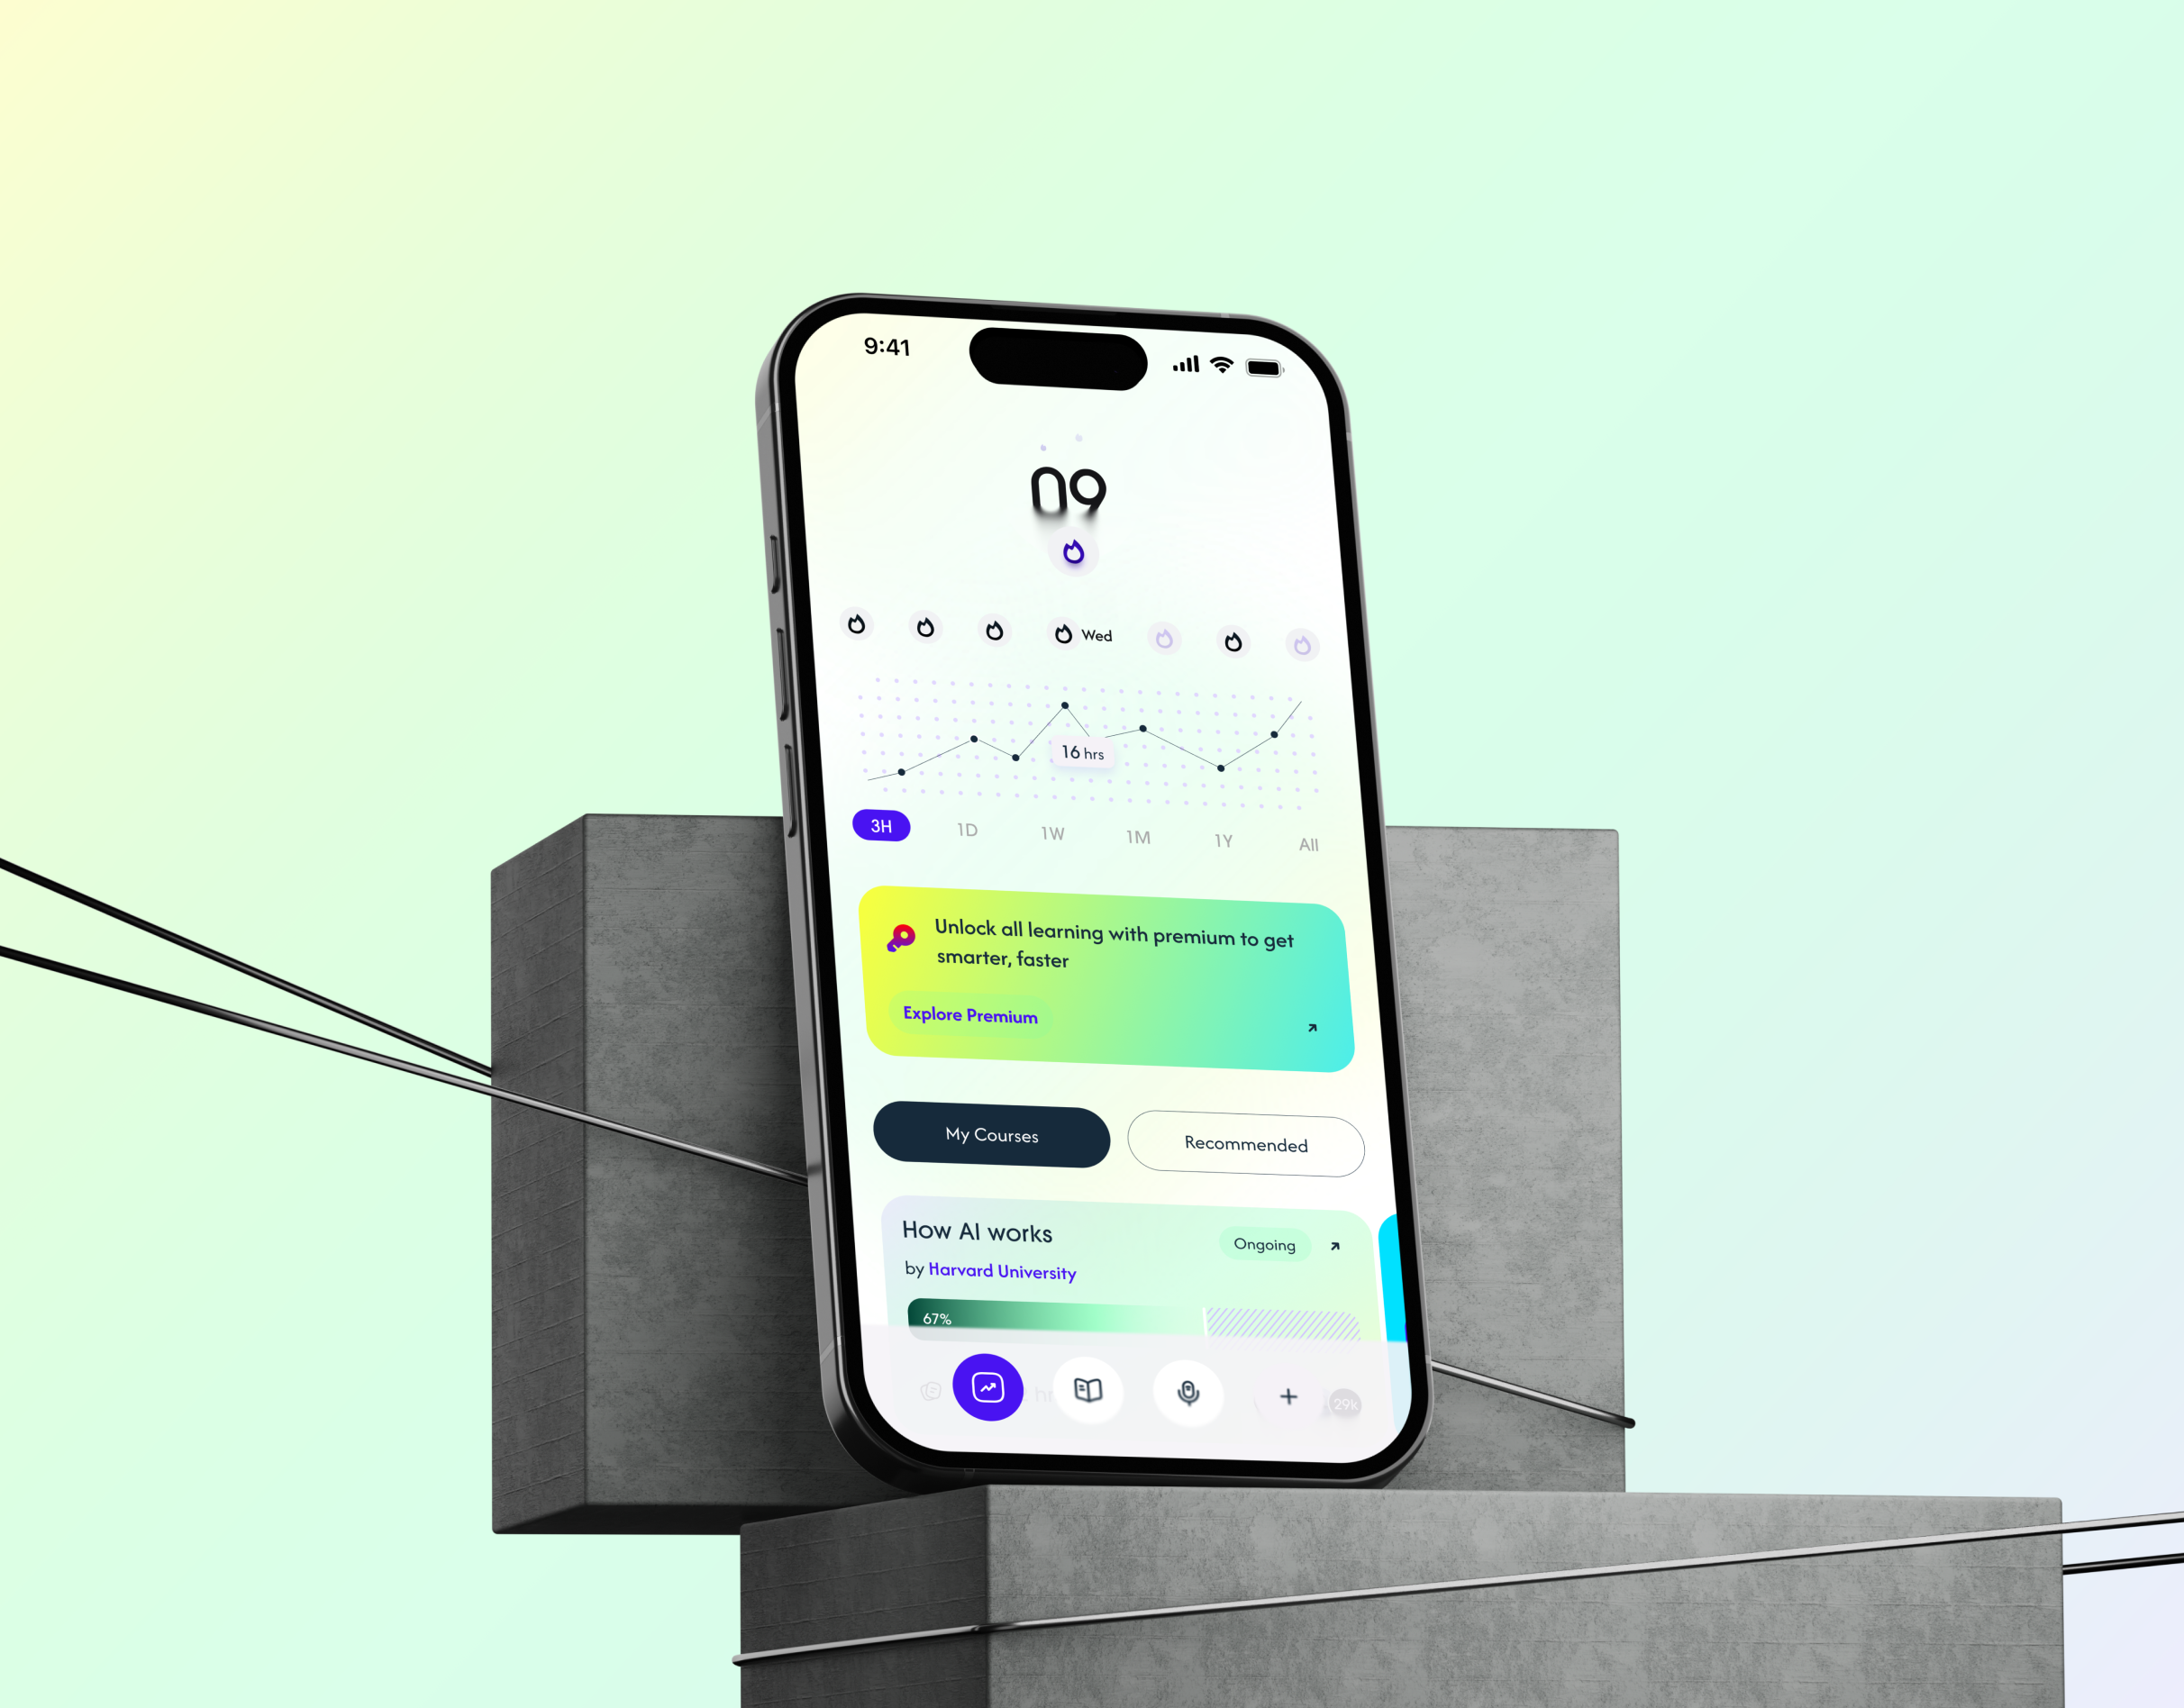 9:41
09
Wed
16 hrs
3H 1D 1W 1M 1Y All
Unlock all learning with premium to get
smarter, faster
Explore Premium
My Courses Recommended
How AI works
Ongoing
by Harvard University
67%
29k